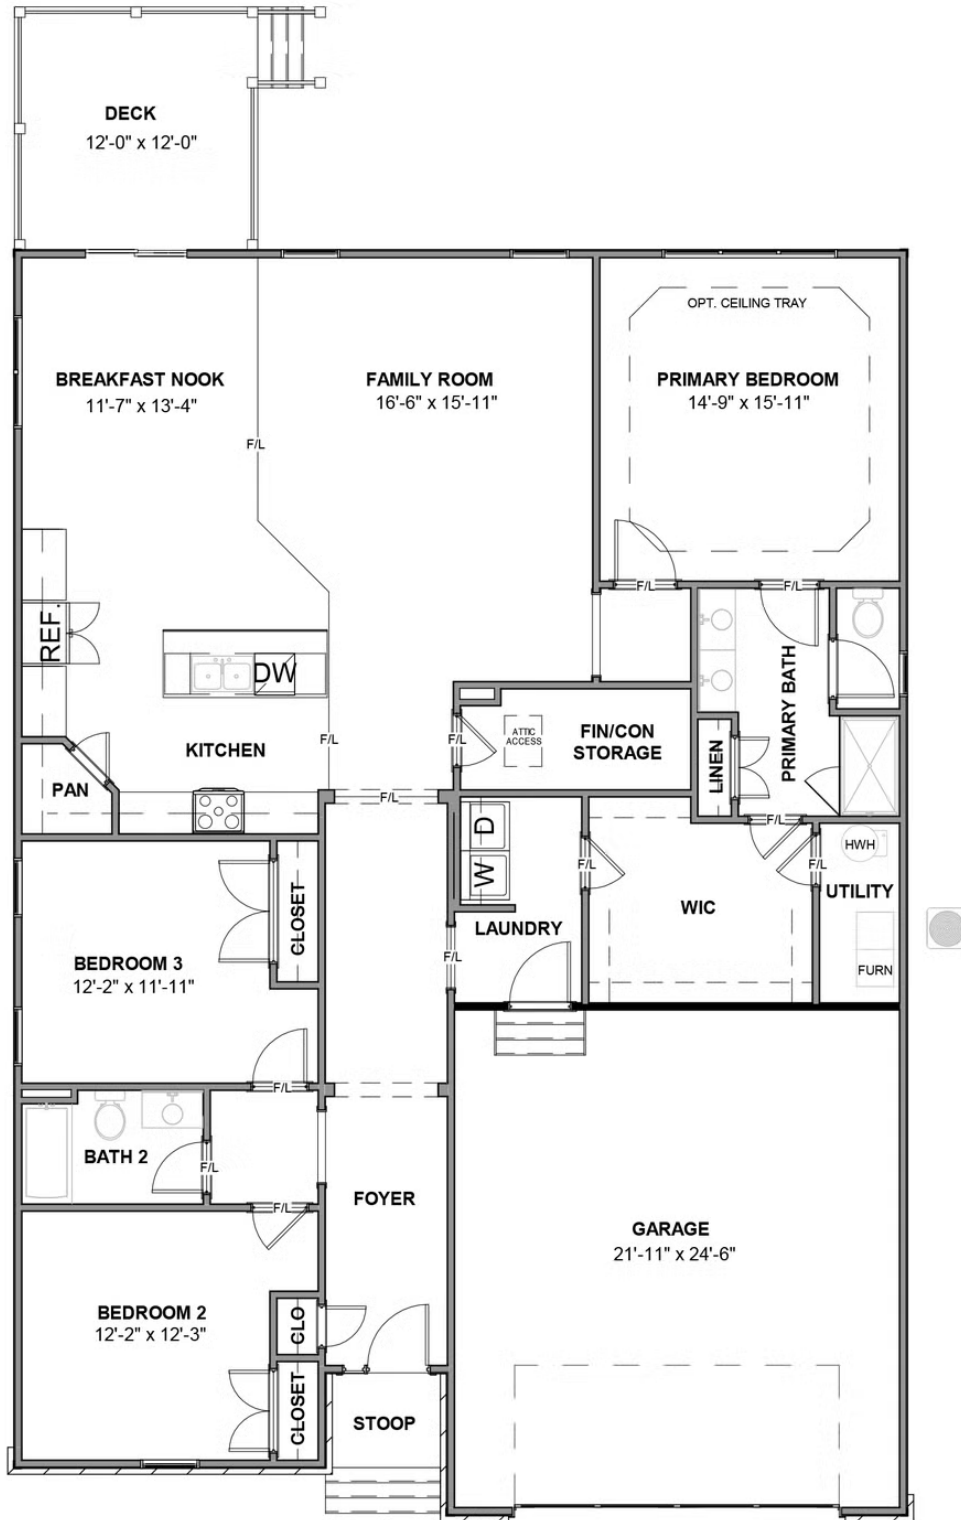 DECK
12'-0" x 12'-0"
OPT. CEILING TRAY
BREAKFAST NOOK
11'-7" x 13'-4"
FAMILY ROOM
16'-6" x 15'-11"
PRIMARY BEDROOM
14'-9" x 15'-11"
F/L
F/L
F/L
REF.
DW
PRIMARY BATH
KITCHEN
F/L
F/L
ATTIC
ACCESS
FIN/CON
STORAGE
LINEN
PAN
F/L
F/L
D
W
F/L
F/L
HWH
UTILITY
CLOSET
LAUNDRY
WIC
BEDROOM 3
12'-2" x 11'-11"
F/L
FURN
F/L
BATH 2
F/L
F/L
FOYER
GARAGE
21'-11" x 24'-6"
BEDROOM 2
12'-2" x 12'-3"
CLO
CLOSET
STOOP